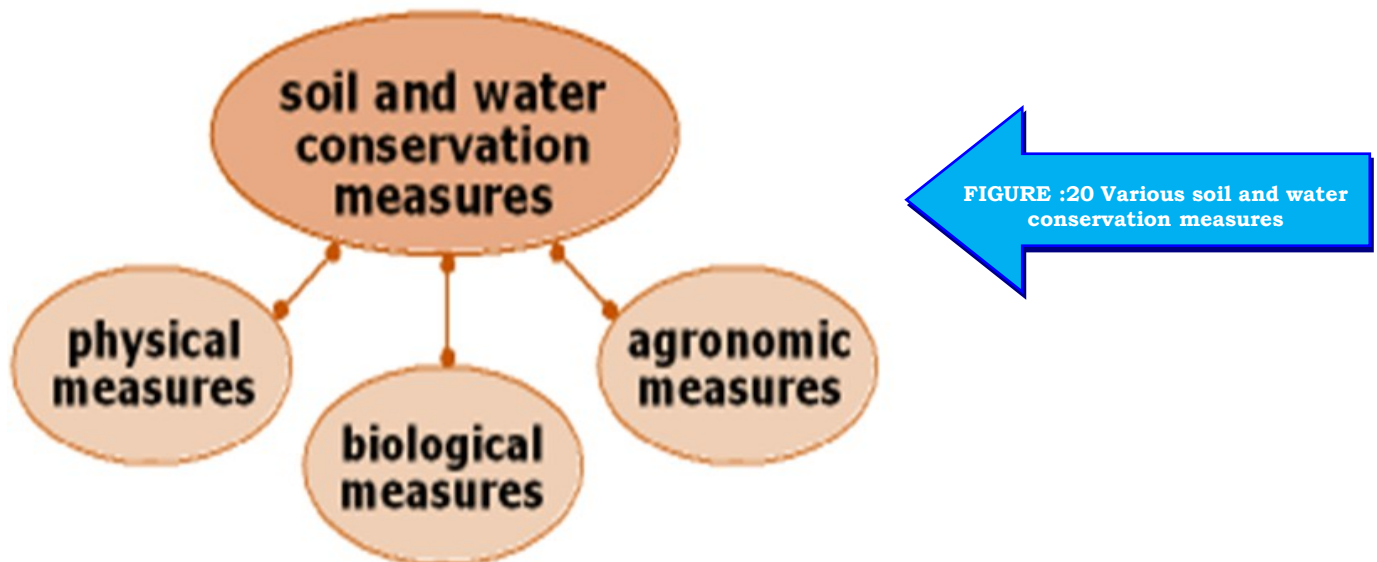 soil and water
conservation
measures
FIGURE :20 Various soil and water
conservation measures
physical
measures
biological
measures
agronomic
measures